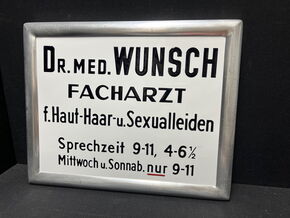 DR. MED. WUNSCH
FACHARZT
f. Haut-Haar-u. Sexualleiden
Sprechzeit 9-11, 4-6½
Mittwoch u. Sonnab. nur 9-11